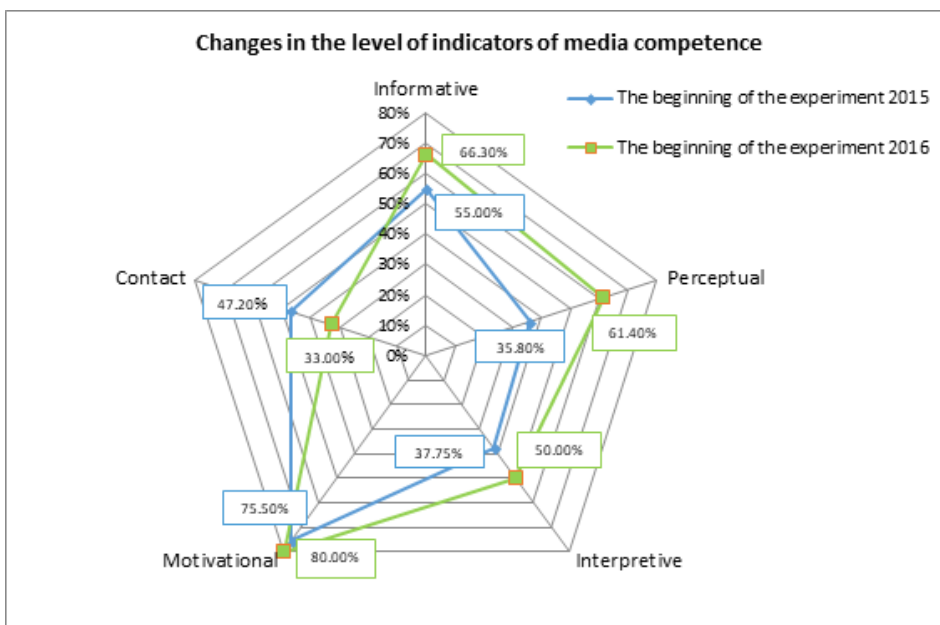 Changes in the level of indicators of media competence
Informative
The beginning of the experiment 2015
The beginning of the experiment 2016
80%
70%
60%
50%
40%
30%
20%
10%
0%
66.30%
55.00%
Perceptual
61.40%
35.80%
Contact
47.20%
33.00%
37.75%
50.00%
75.50%
80.00%
Motivational
Interpretive